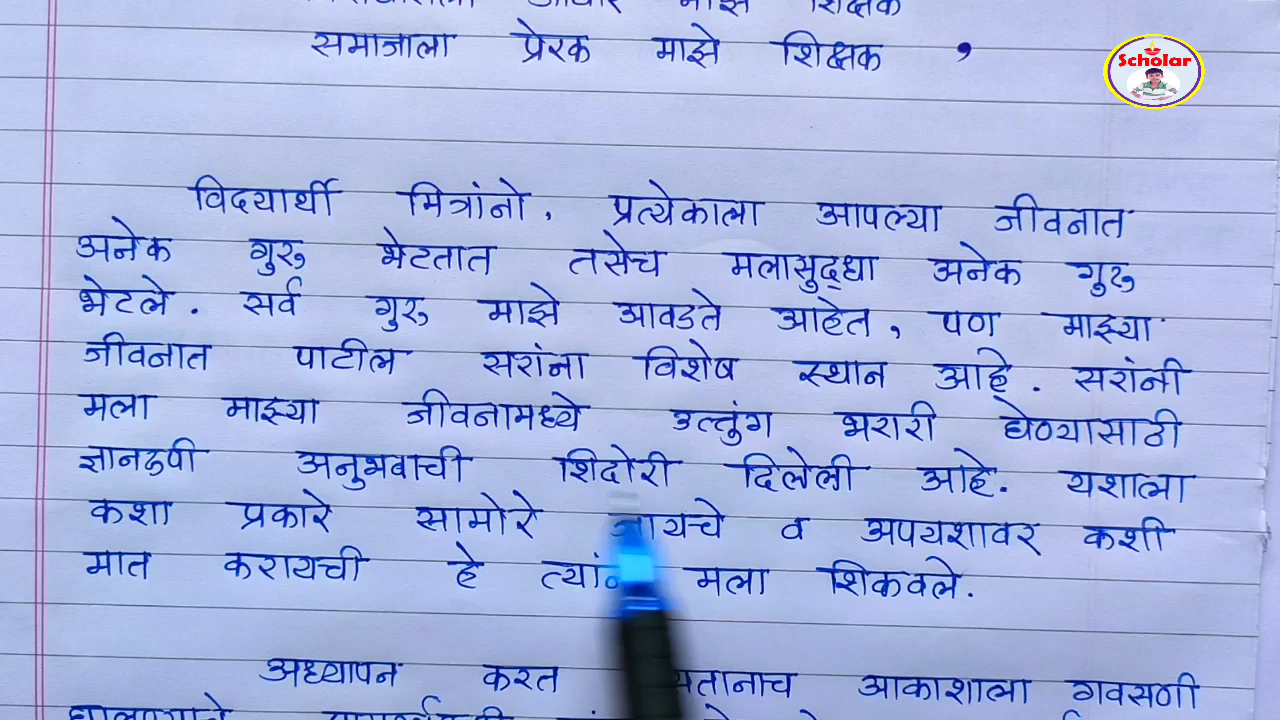 माझे शिक्षक
समाजाला प्रेरक माझे शिक्षक ,
Scholar
विदयार्थी मित्रांनो. प्रत्येकाला आपल्या जीवनात
अनेक गुरु भेटतात तसेच मलासुद्धा अनेक गुरु
भेटले. सर्व गुरु माझे आवडते आहेत, पण माझ्या
जीवनात पाटील सरांना विशेष स्थान आहे. सरांनी
मला माझ्या जीवनामध्ये उत्तुंग भरारी घेण्यासाठी
ज्ञानरुपी अनुभवाची शिदोरी दिलेली आहे. यशाला
कशा प्रकारे सामोरे जायचे व अपयशावर कशी
मात करायची हे मला शिकवले.
अध्यापन करत आकाशाला गवसणी